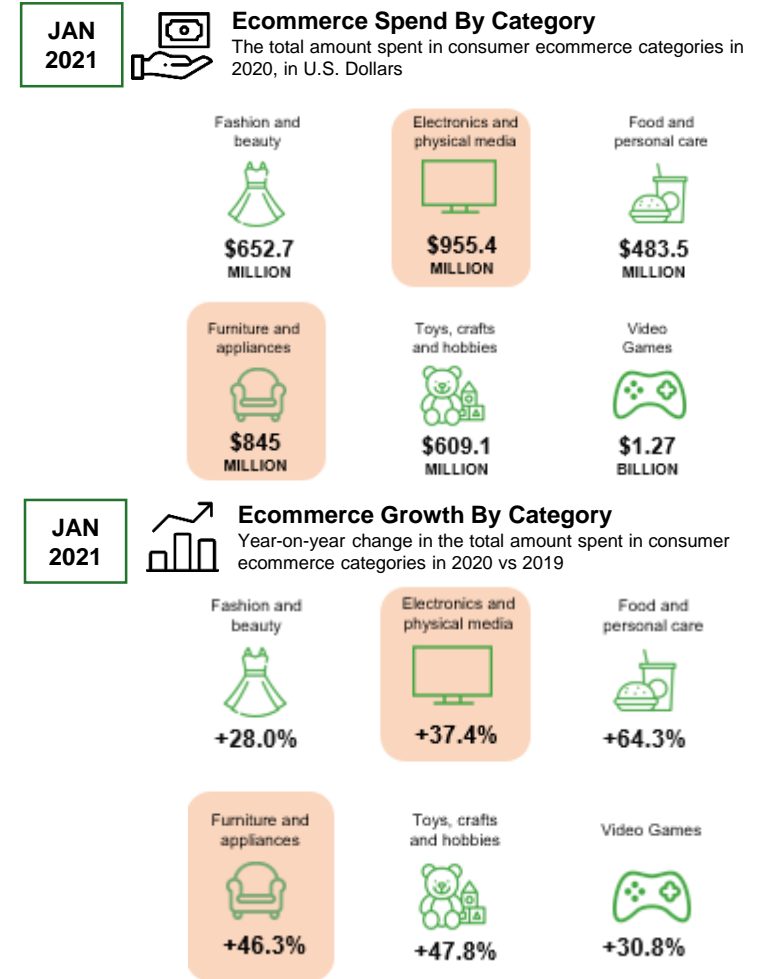 JAN
2021
Ecommerce Spend By Category
The total amount spent in consumer ecommerce categories in
2020, in U.S. Dollars
Fashion and
beauty
$652.7
MILLION
Electronics and
physical media
$955.4
MILLION
Food and
personal care
$483.5
MILLION
Furniture and
appliances
$845
MILLION
Toys, crafts
and hobbies
$609.1
MILLION
Video
Games
$1.27
BILLION
JAN
2021
Ecommerce Growth By Category
Year-on-year change in the total amount spent in consumer
ecommerce categories in 2020 vs 2019
Fashion and
beauty
+28.0%
Electronics and
physical media
+37.4%
Food and
personal care
+64.3%
Furniture and
appliances
+46.3%
Toys, crafts
and hobbies
+47.8%
Video Games
+30.8%